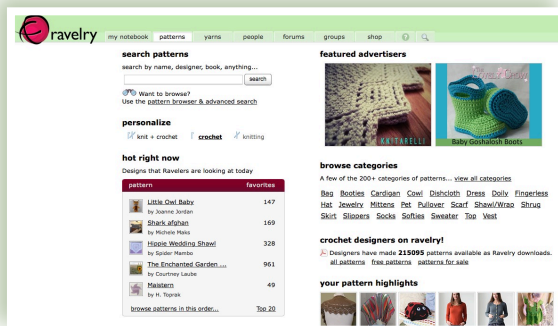 ravelry
my notebook patterns yarns people forums groups shop
search patterns
search by name, designer, book, anything...
search
Want to browse?
Use the pattern browser & advanced search
personalize
knit + crochet crochet knitting
hot right now
Designs that Ravelers are looking at today
pattern favorites
Little Owl Baby 147
by Joanne Jordan
Shark afghan 169
by Michele Maks
Hippie Wedding Shawl 328
by Spider Mambo
The Enchanted Garden ... 961
by Courtney Laube
Maistern 49
by H. Toprak
browse patterns in this order... Top 20
featured advertisers
KNITARELLI
Baby Goshalosh Boots
browse categories
A few of the 200+ categories of patterns... view all categories
Bag Booties Cardigan Cowl Dishcloth Dress Doily Fingerless
Hat Jewelry Mittens Pet Pullover Scarf Shawl/Wrap Shrug
Skirt Slippers Socks Softies Sweater Top Vest
crochet designers on ravelry!
Designers have made 215095 patterns available as Ravelry downloads.
all patterns free patterns patterns for sale
your pattern highlights